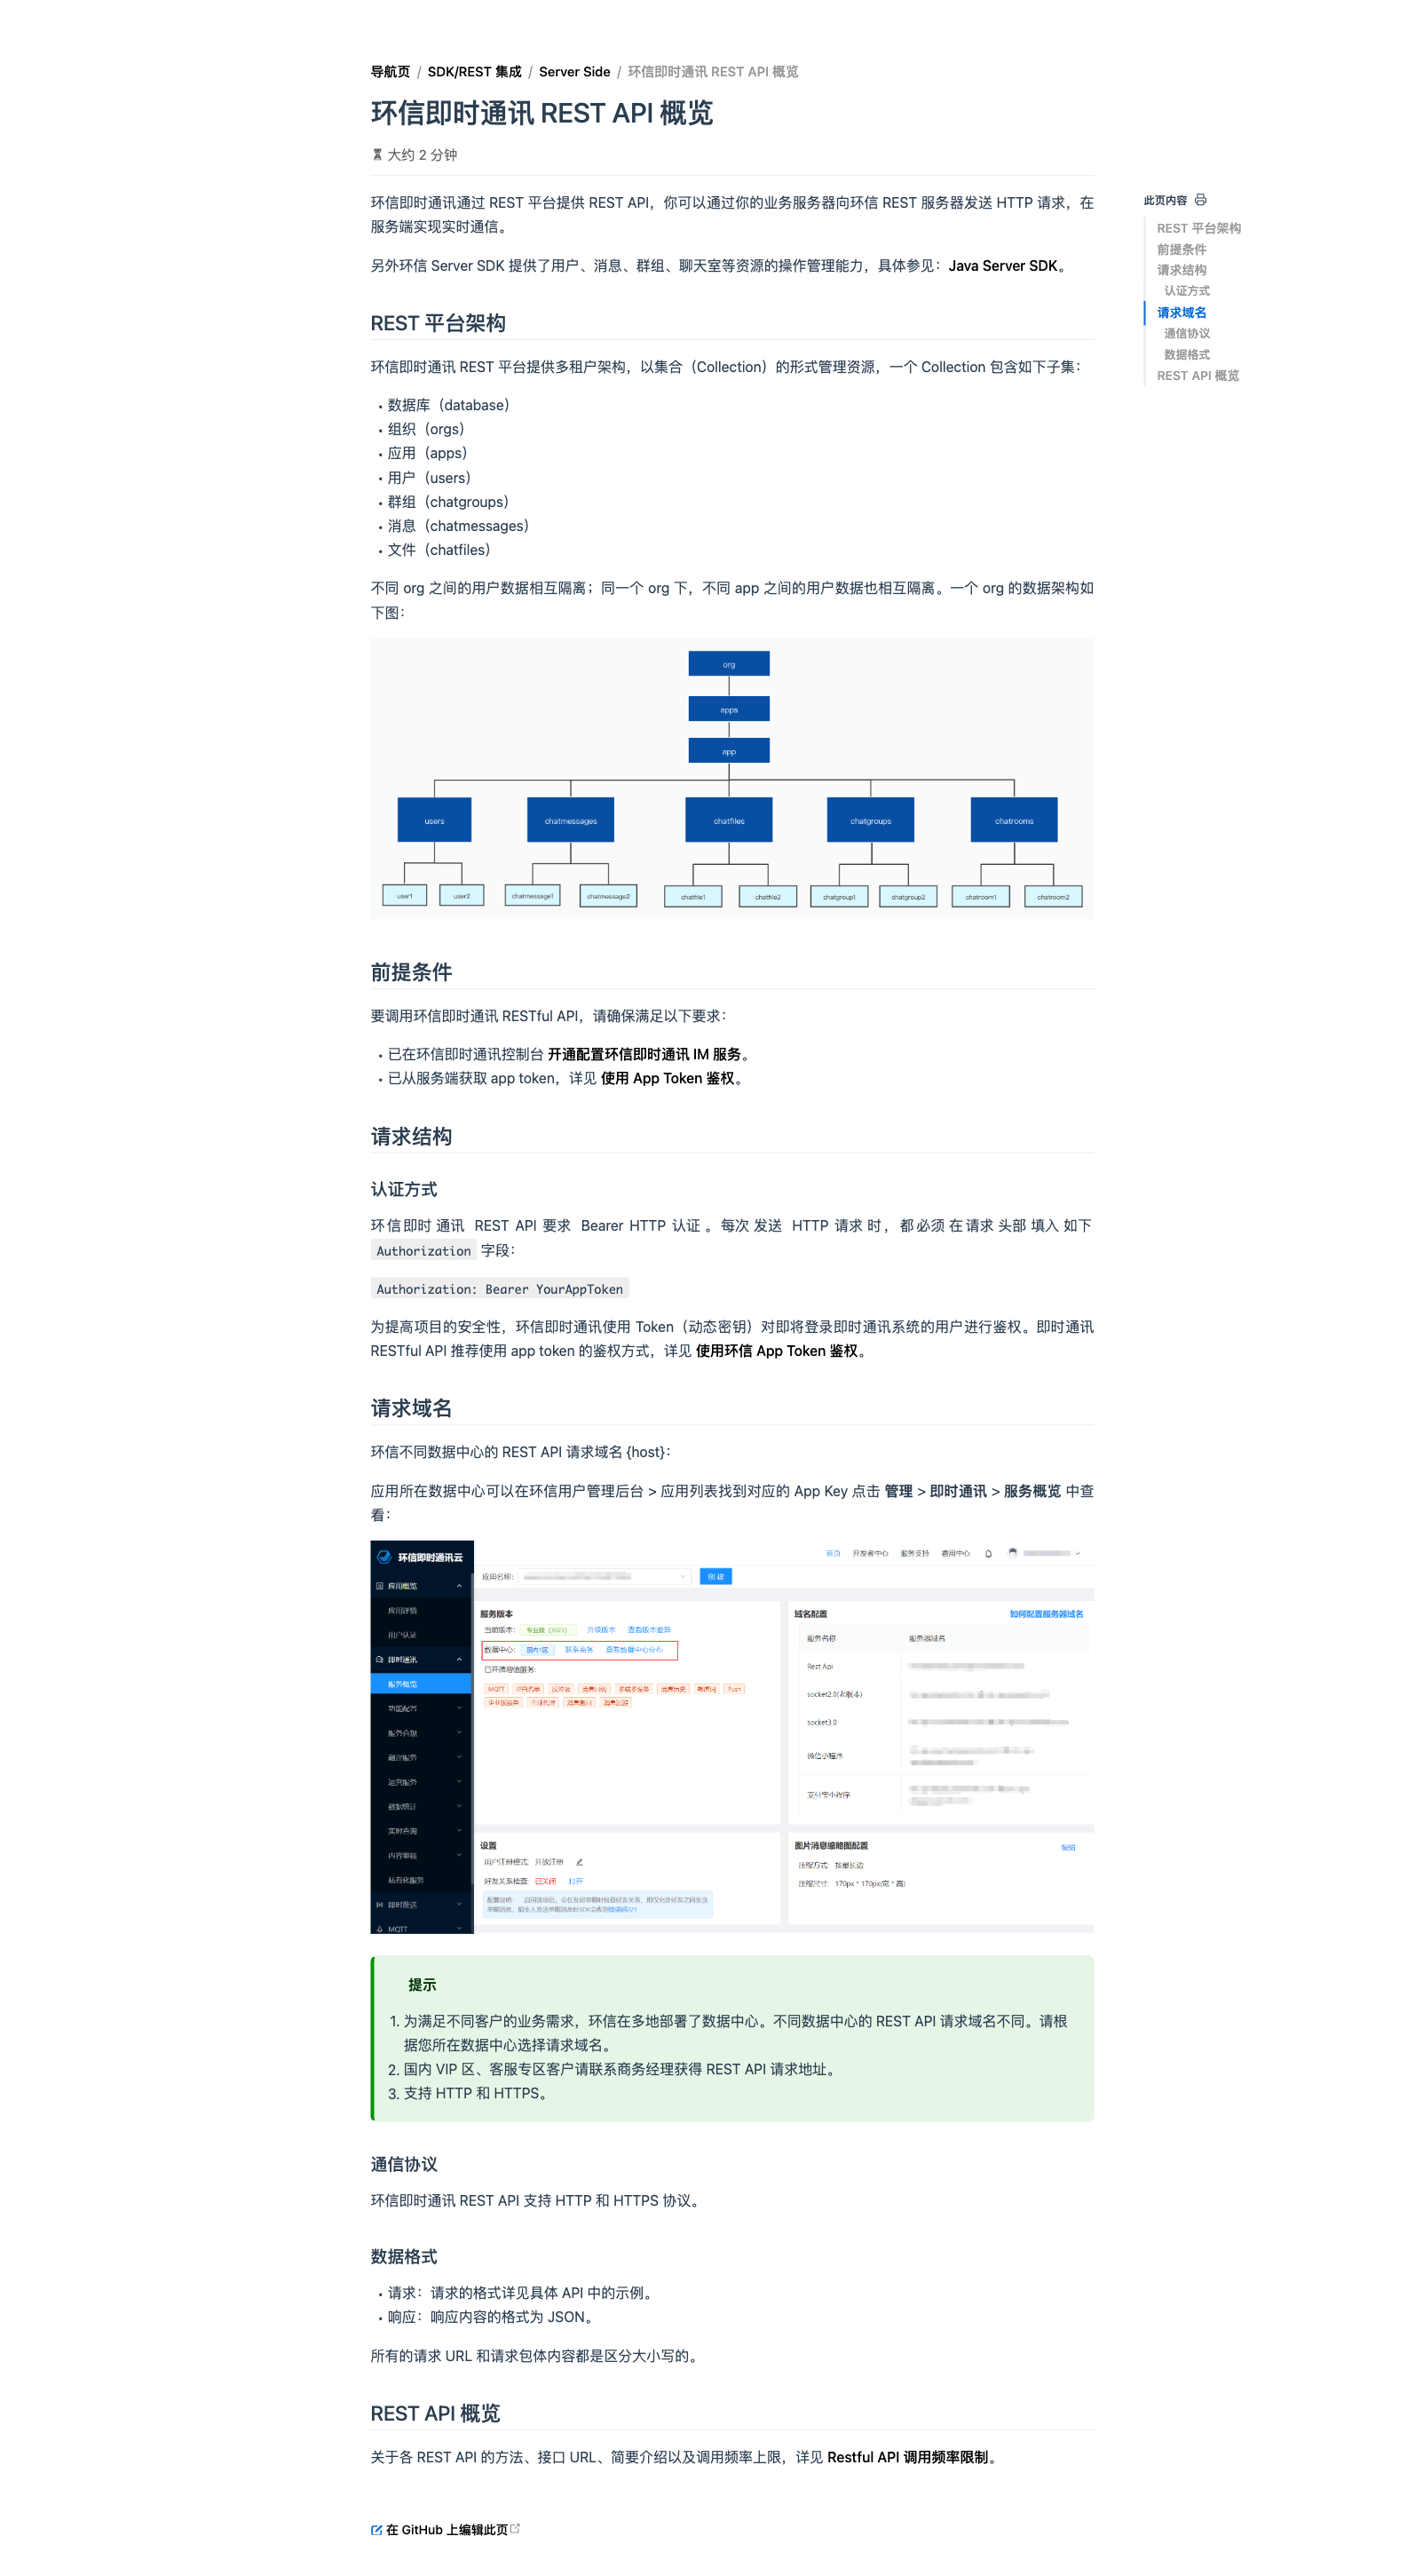 导航页 / SDK/REST 集成 / Server Side / 环信即时通讯 REST API 概览
环信即时通讯 REST API 概览
大约 2 分钟
环信即时通讯通过 REST 平台提供 REST API，你可以通过你的业务服务器向环信 REST 服务器发送 HTTP 请求，在
服务端实现实时通信。
另外环信 Server SDK 提供了用户、消息、群组、聊天室等资源的操作管理能力，具体参见：Java Server SDK。
此页内容
REST 平台架构
前提条件
请求结构
认证方式
请求域名
通信协议
数据格式
REST API 概览
REST 平台架构
环信即时通讯 REST 平台提供多租户架构，以集合（Collection）的形式管理资源，一个 Collection 包含如下子集：
• 数据库（database）
• 组织（orgs）
• 应用（apps）
• 用户（users）
• 群组（chatgroups）
• 消息（chatmessages）
• 文件（chatfiles）
不同 org 之间的用户数据相互隔离；同一个 org 下，不同 app 之间的用户数据也相互隔离。一个 org 的数据架构如
下图：
org
apps
app
users chatmessages chatfiles chatgroups chatrooms
user1 user2 chatmessage1 chatmessage2 chatfile1 chatfile2 chatgroup1 chatgroup2 chatroom1 chatroom2
前提条件
要调用环信即时通讯 RESTful API，请确保满足以下要求：
• 已在环信即时通讯控制台 开通配置环信即时通讯 IM 服务。
• 已从服务端获取 app token，详见 使用 App Token 鉴权。
请求结构
认证方式
环信即时通讯 REST API 要求 Bearer HTTP 认证。每次发送 HTTP 请求时，都必须在请求头部填入如下
Authorization 字段：
Authorization: Bearer YourAppToken
为提高项目的安全性，环信即时通讯使用 Token（动态密钥）对即将登录即时通讯系统的用户进行鉴权。即时通讯
RESTful API 推荐使用 app token 的鉴权方式，详见 使用环信 App Token 鉴权。
请求域名
环信不同数据中心的 REST API 请求域名 {host}：
应用所在数据中心可以在环信用户管理后台 > 应用列表找到对应的 App Key 点击 管理 > 即时通讯 > 服务概览 中查
看：
环信即时通讯云
首页 开发者中心 服务支持 费用中心
应用名称： 创建
应用概览
应用详情
用户认证
即时通讯
服务概览
功能配置
服务台账
翻译服务
运营服务
数据统计
实时查询
内容审核
私有化服务
即时推送
MQTT
服务版本
当前版本： 专业版（2023） 升级版本 查看版本差异
数据中心： 国内1区 联系商务 查看数据中心分布
已开通增值服务：
域名配置 如何配置服务器域名
服务名称 服务器域名
Rest Api
socket2.0(老版本)
socket3.0
微信小程序
支付宝小程序
设置
用户注册模式： 开放注册
好友关系检查： 已关闭 打开
图片消息缩略图配置 编辑
压缩方式： 按最长边
压缩尺寸： 170px * 170px(宽 * 高)
提示
1. 为满足不同客户的业务需求，环信在多地部署了数据中心。不同数据中心的 REST API 请求域名不同。请根
据您所在数据中心选择请求域名。
2. 国内 VIP 区、客服专区客户请联系商务经理获得 REST API 请求地址。
3. 支持 HTTP 和 HTTPS。
通信协议
环信即时通讯 REST API 支持 HTTP 和 HTTPS 协议。
数据格式
• 请求：请求的格式详见具体 API 中的示例。
• 响应：响应内容的格式为 JSON。
所有的请求 URL 和请求包体内容都是区分大小写的。
REST API 概览
关于各 REST API 的方法、接口 URL、简要介绍以及调用频率上限，详见 Restful API 调用频率限制。
在 GitHub 上编辑此页